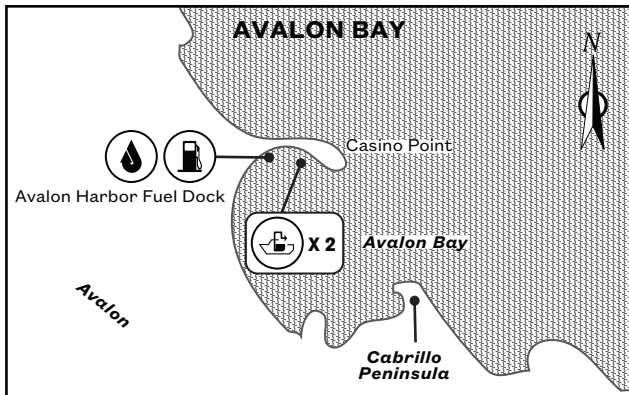 AVALON BAY
N
Casino Point
Avalon Harbor Fuel Dock
X 2
Avalon Bay
Avalon
Cabrillo
Peninsula